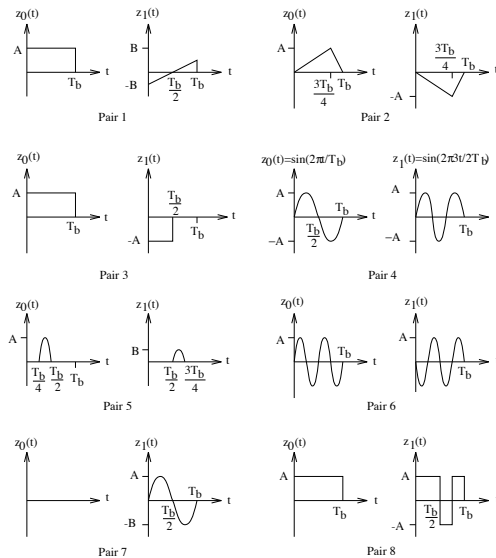 z0(t)
z1(t)
z0(t)
z1(t)
A
B
-B
t
Tb
t
Tb
Tb/2
A
3Tb/4
Tb
t
3Tb/4
Tb
t
-A
Pair 1
Pair 2
z0(t)
z1(t)
z0(t)=sin(2πt/Tb)
z1(t)=sin(2π3t/2Tb)
A
Tb
t
Tb/2
-A
Tb
t
A
−A
Tb/2
Tb
t
A
−A
Tb
t
Pair 3
Pair 4
z0(t)
z1(t)
z0(t)
z1(t)
A
Tb/4
Tb/2
Tb
t
B
Tb/2
3Tb/4
t
A
Tb
t
A
Tb
t
Pair 5
Pair 6
z0(t)
z1(t)
z0(t)
z1(t)
t
A
-B
Tb/2
Tb
t
A
Tb
t
A
-A
Tb/2
Tb
t
Pair 7
Pair 8